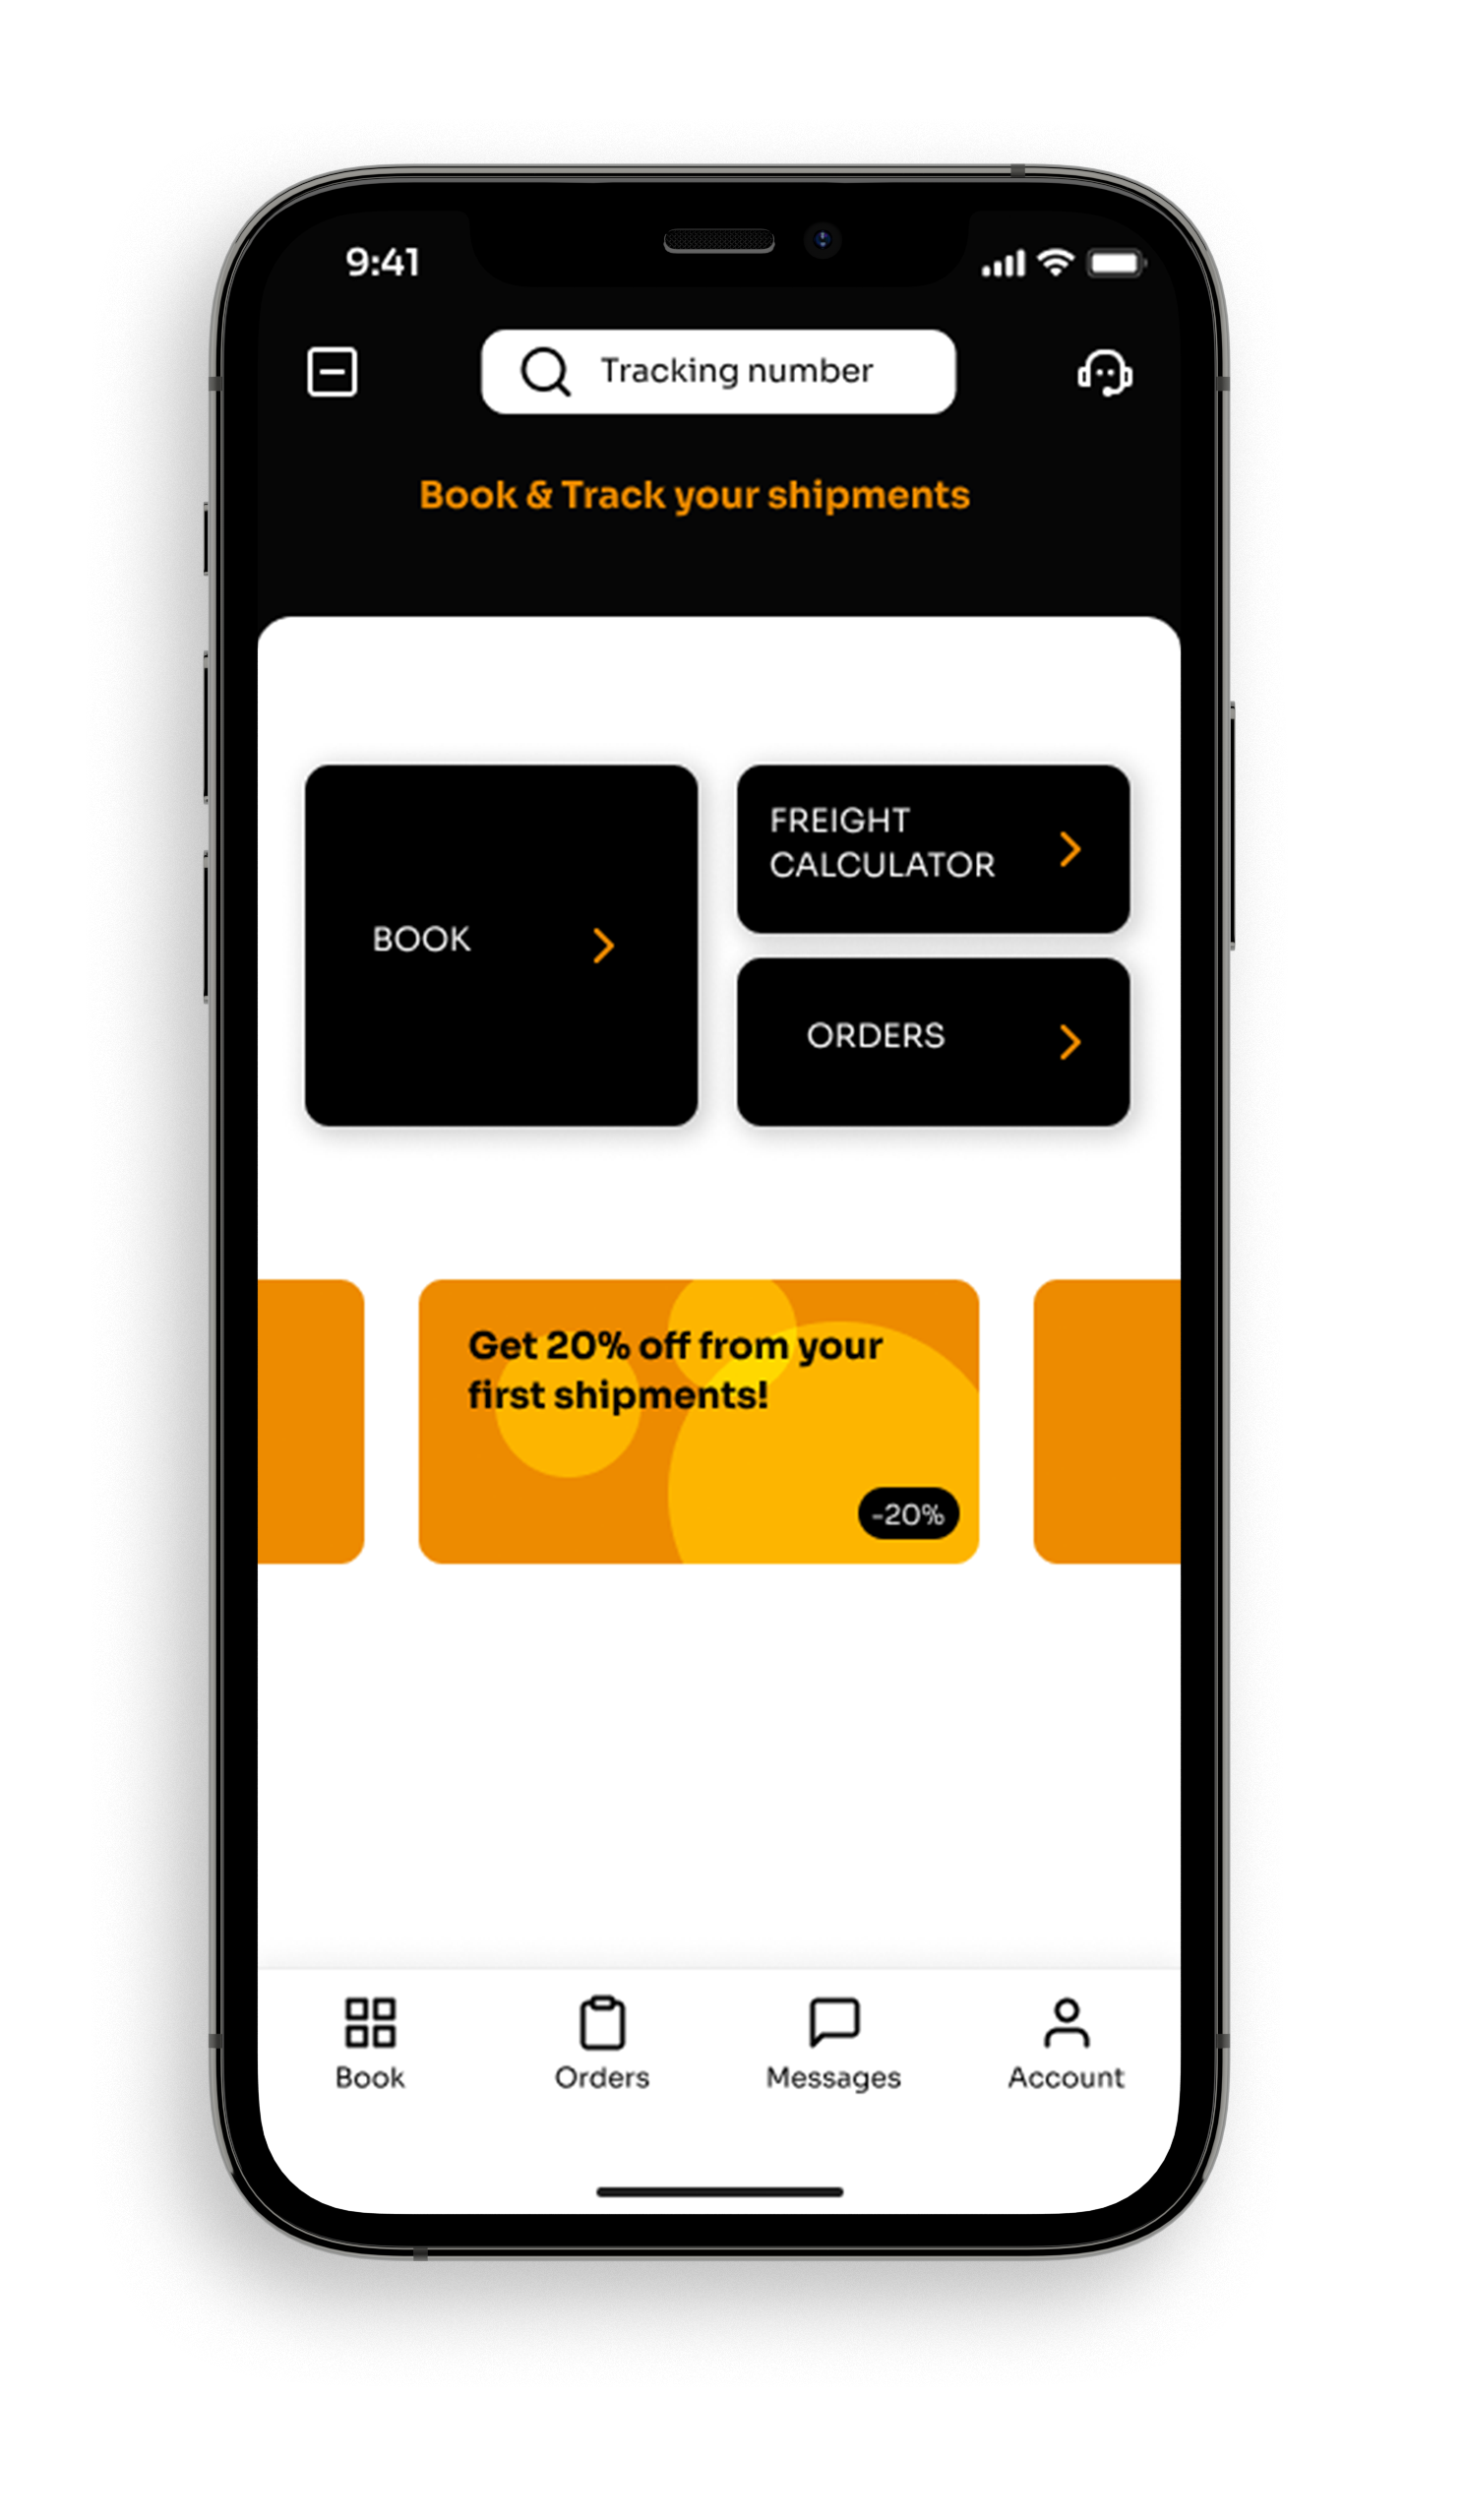 9:41
Tracking number
Book & Track your shipments
BOOK
FREIGHT
CALCULATOR
ORDERS
Get 20% off from your
first shipments!
-20%
Book
Orders
Messages
Account